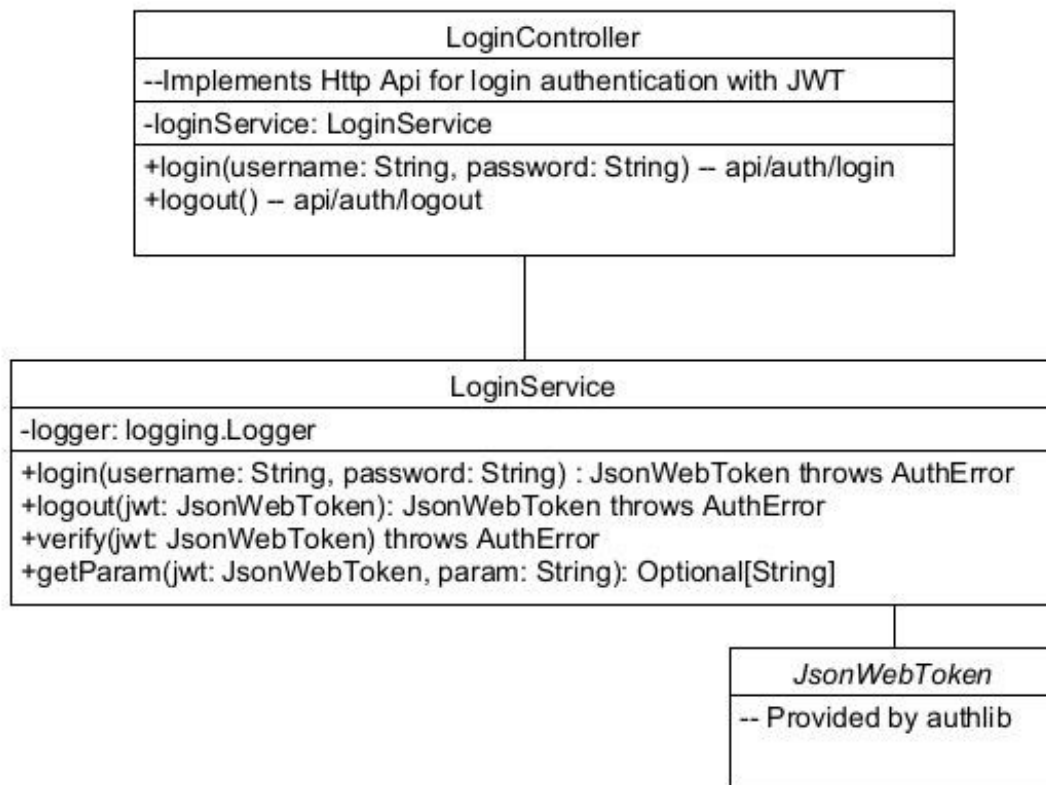 LoginController
--Implements Http Api for login authentication with JWT
-loginService: LoginService
+login(username: String, password: String) -- api/auth/login
+logout() -- api/auth/logout
LoginService
-logger: logging.Logger
+login(username: String, password: String) : JsonWebToken throws AuthError
+logout(jwt: JsonWebToken): JsonWebToken throws AuthError
+verify(jwt: JsonWebToken) throws AuthError
+getParam(jwt: JsonWebToken, param: String): Optional[String]
JsonWebToken
-- Provided by authlib